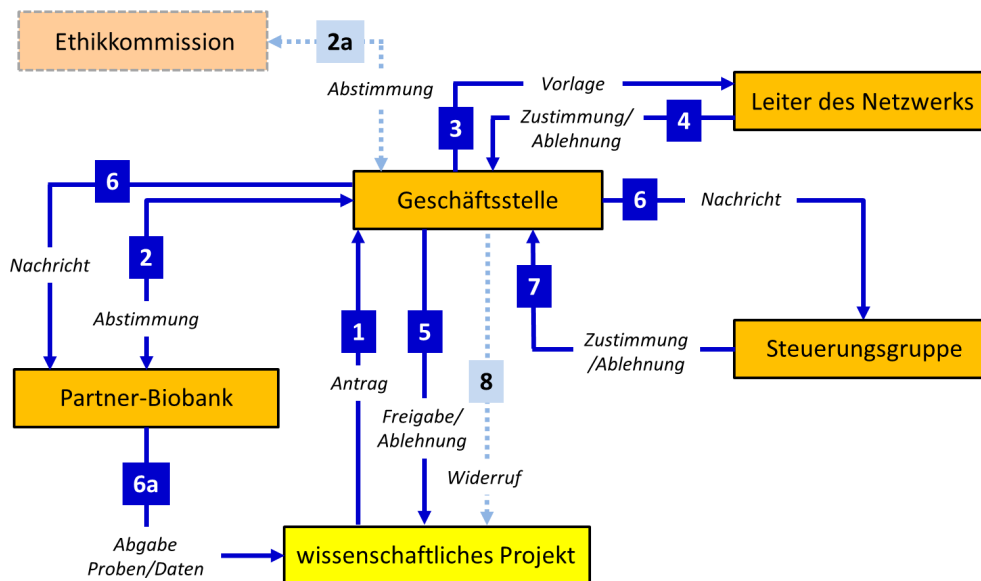 Ethikkommission
2a
Abstimmung
3
Vorlage
Leiter des Netzwerks
Zustimmung/
Ablehnung
4
6
Geschäftsstelle
6
Nachricht
2
Nachricht
Abstimmung
1
Antrag
5
Freigabe/
Ablehnung
7
Zustimmung
/Ablehnung
Steuerungsgruppe
8
Widerruf
Partner-Biobank
6a
Abgabe
Proben/Daten
wissenschaftliches Projekt